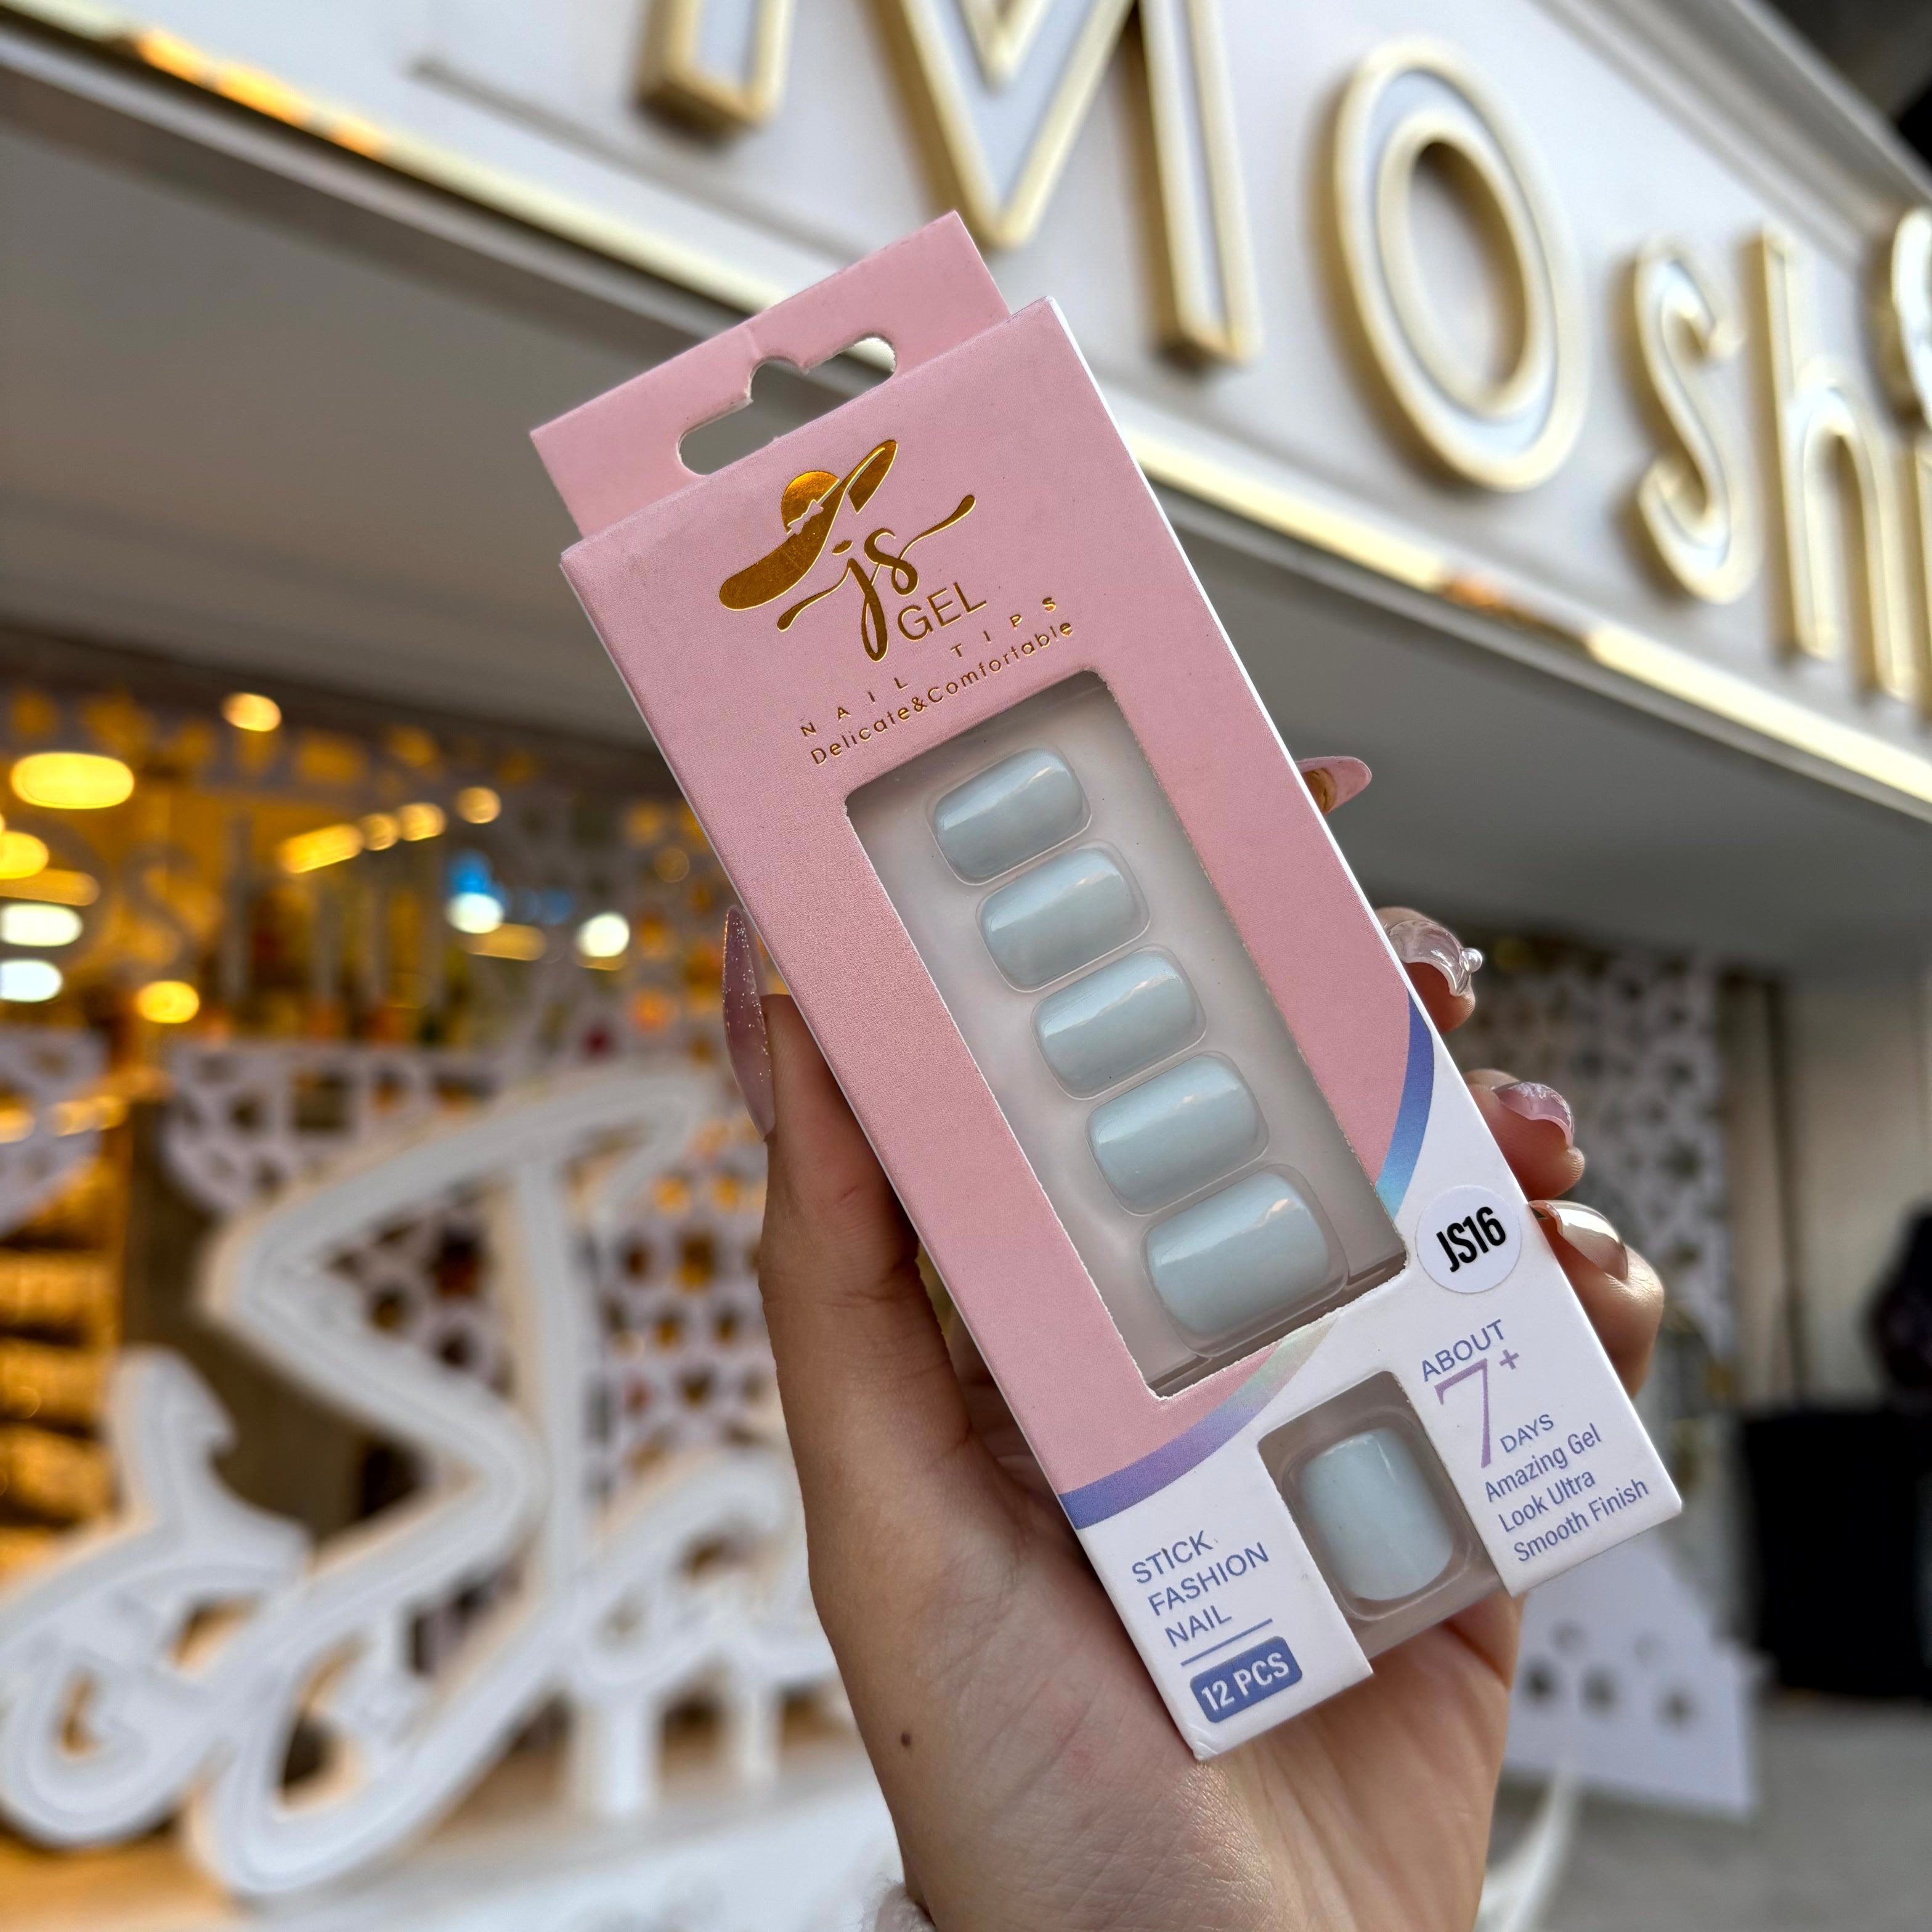 Mosh
js
GEL
NAIL TIPS
Delicate&Comfortable
JS16
ABOUT
7+
DAYS
Amazing Gel
Look Ultra
Smooth Finish
STICK
FASHION
NAIL
12 PCS